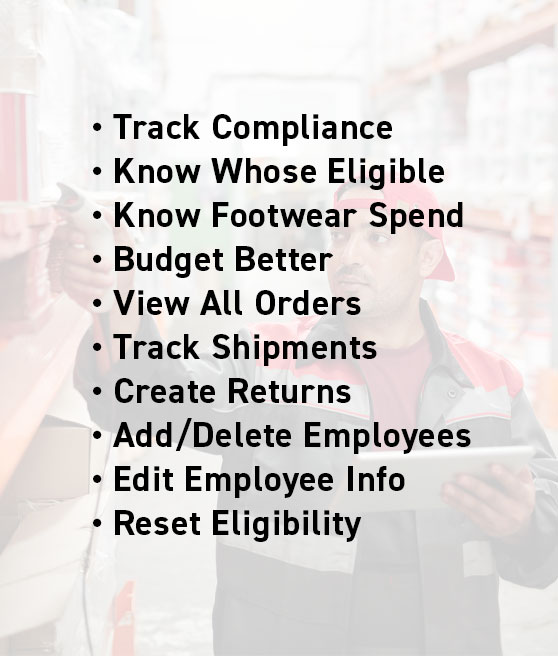 • Track Compliance
• Know Whose Eligible
• Know Footwear Spend
• Budget Better
• View All Orders
• Track Shipments
• Create Returns
• Add/Delete Employees
• Edit Employee Info
• Reset Eligibility